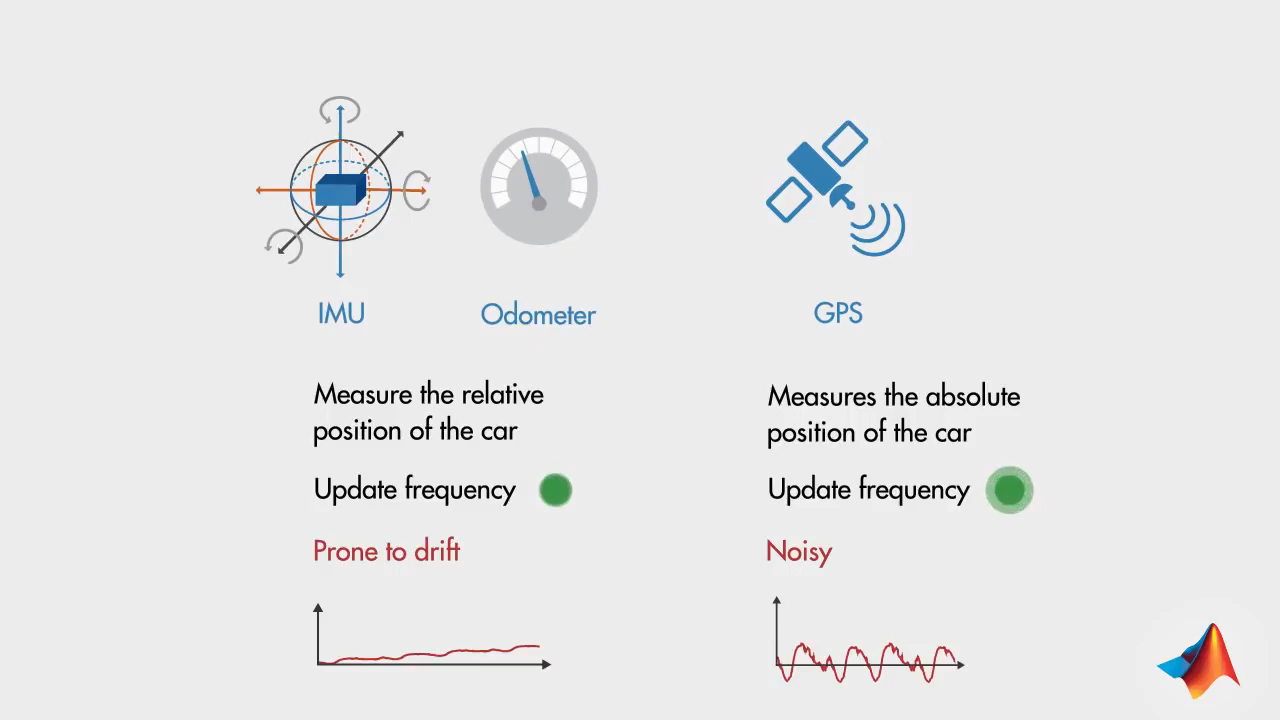 IMU
Odometer
GPS
Measure the relative
position of the car
Update frequency
Prone to drift
Measures the absolute
position of the car
Update frequency
Noisy